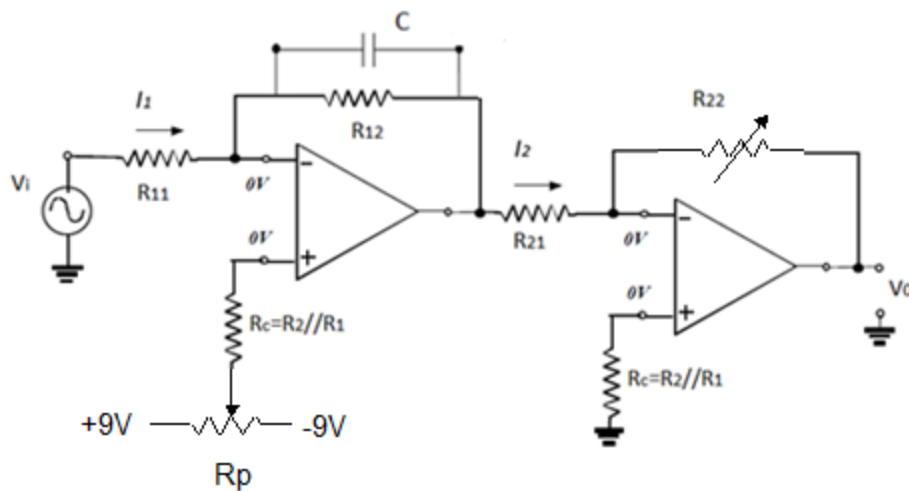 C
R12
I1
R11
Vi
0V
0V
−
+
Rc=R2//R1
+9V
-9V
Rp
I2
R21
R22
0V
0V
−
+
Rc=R2//R1
V0